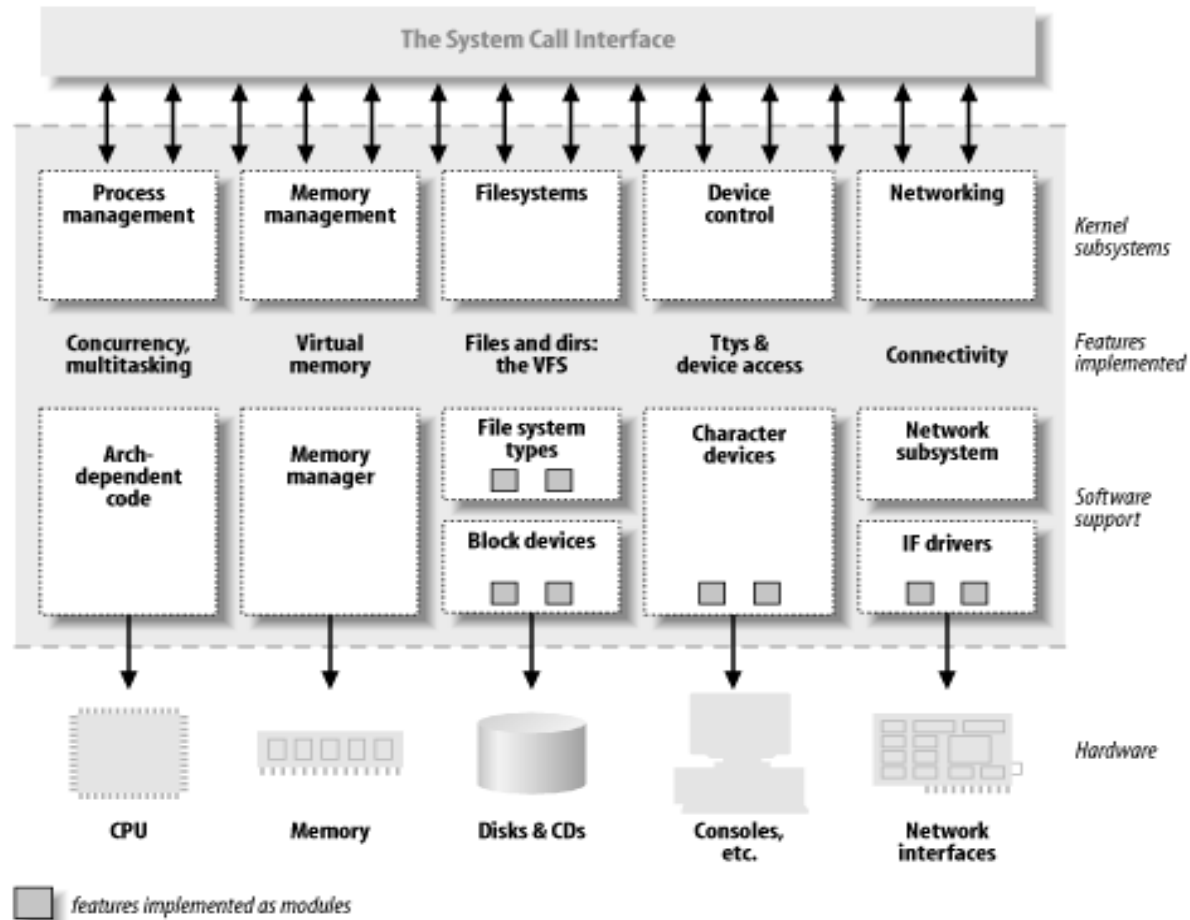 The System Call Interface
Process
management
Memory
management
Filesystems
Device
control
Networking
Kernel
subsystems
Concurrency,
multitasking
Virtual
memory
Files and dirs:
the VFS
Ttys &
device access
Connectivity
Features
implemented
Arch-
dependent
code
Memory
manager
File system
types
Block devices
Character
devices
Network
subsystem
IF drivers
Software
support
Hardware
CPU
Memory
Disks & CDs
Consoles,
etc.
Network
interfaces
features implemented as modules